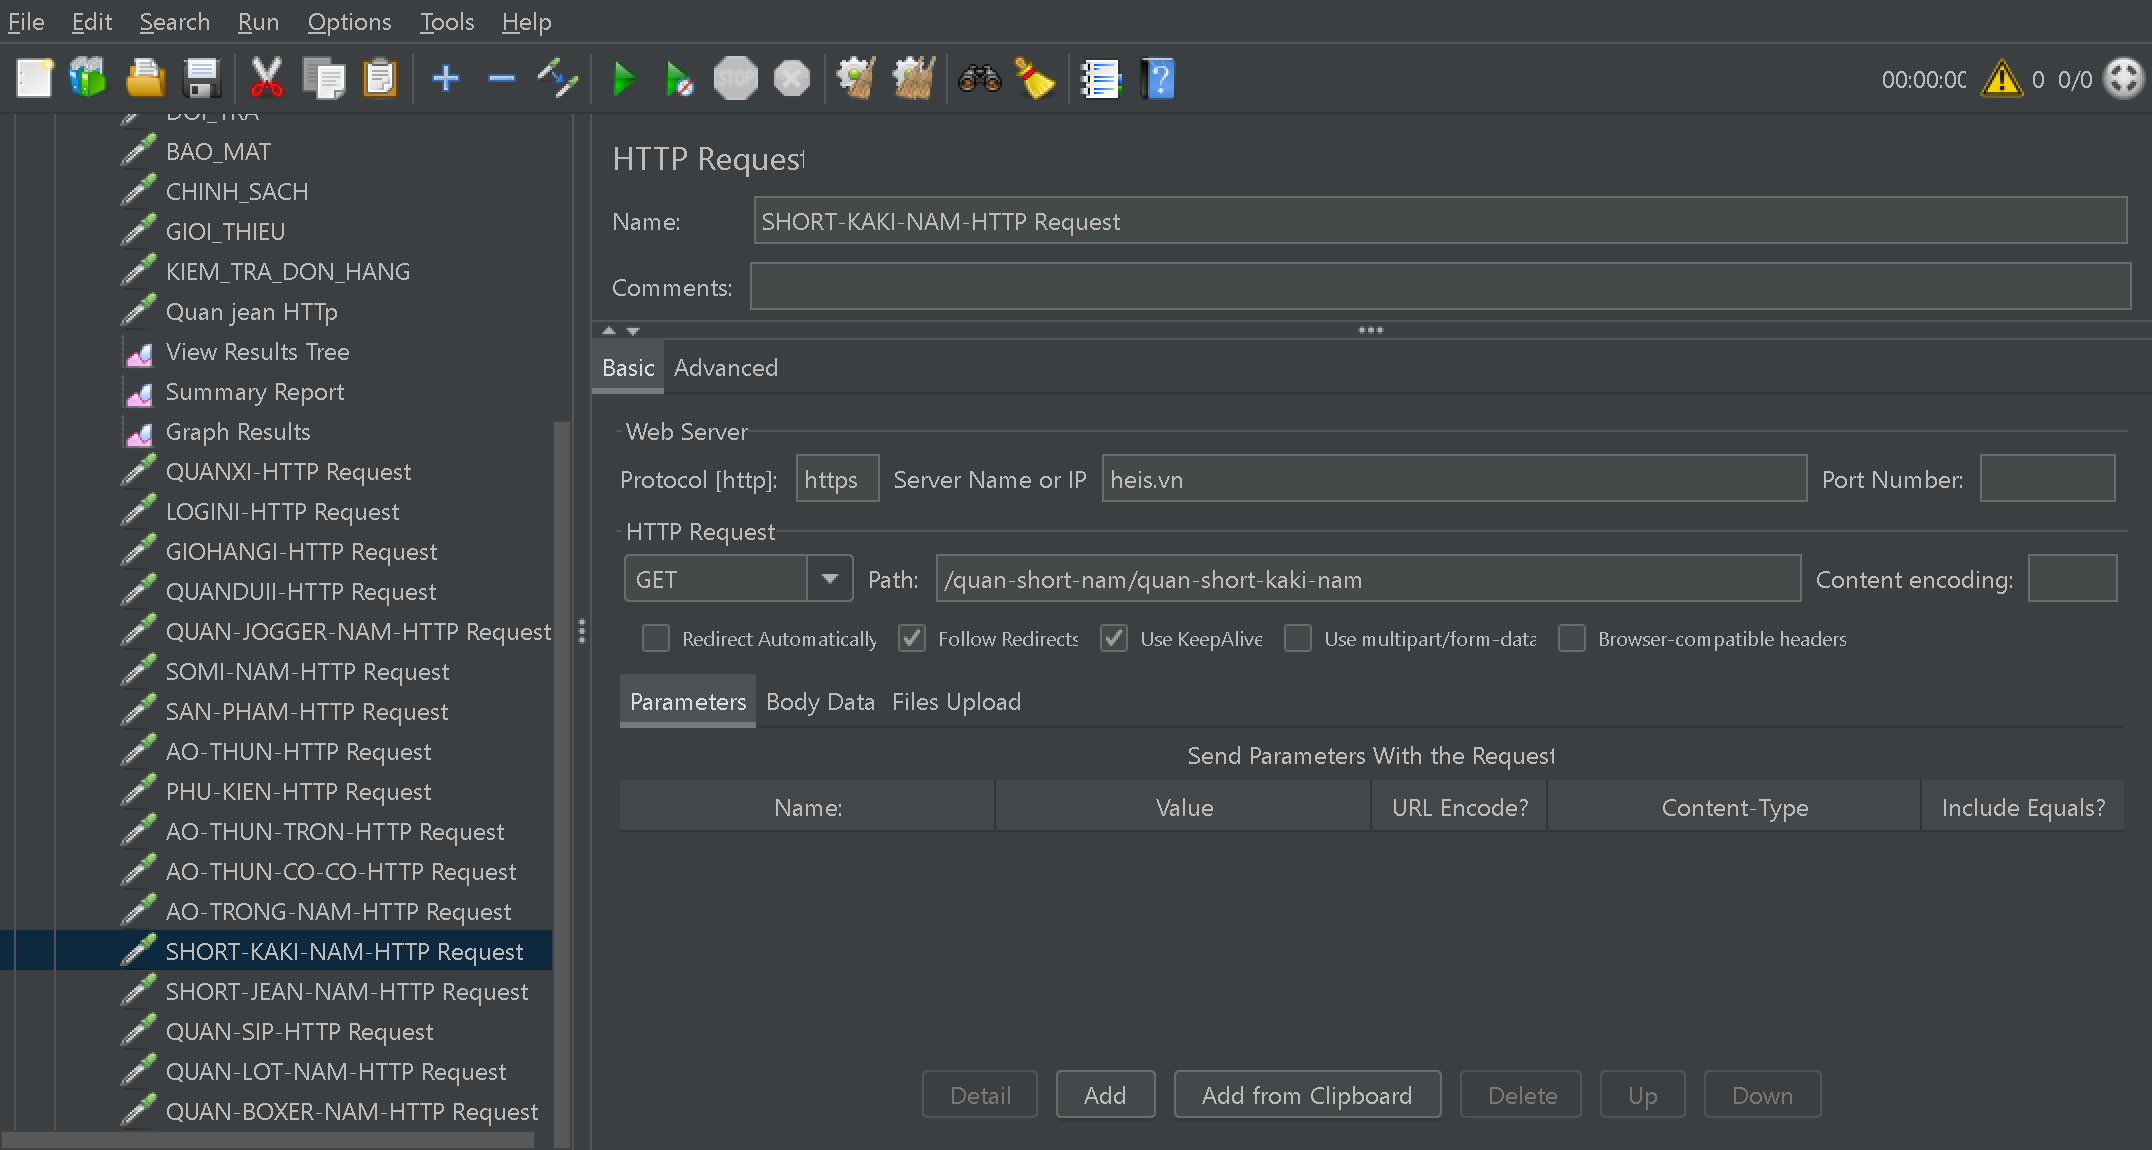 File Edit Search Run Options Tools Help
STOP
00:00:00 0 0/0
DOI_TRA
BAO_MAT
CHINH_SACH
GIOI_THIEU
KIEM_TRA_DON_HANG
Quan jean HTTp
View Results Tree
Summary Report
Graph Results
QUANXI-HTTP Request
LOGINI-HTTP Request
GIOHANGI-HTTP Request
QUANDUII-HTTP Request
QUAN-JOGGER-NAM-HTTP Request
SOMI-NAM-HTTP Request
SAN-PHAM-HTTP Request
AO-THUN-HTTP Request
PHU-KIEN-HTTP Request
AO-THUN-TRON-HTTP Request
AO-THUN-CO-CO-HTTP Request
AO-TRONG-NAM-HTTP Request
SHORT-KAKI-NAM-HTTP Request
SHORT-JEAN-NAM-HTTP Request
QUAN-SIP-HTTP Request
QUAN-LOT-NAM-HTTP Request
QUAN-BOXER-NAM-HTTP Request
HTTP Request
Name: SHORT-KAKI-NAM-HTTP Request
Comments:
Basic Advanced
Web Server
Protocol [http]: https Server Name or IP heis.vn Port Number:
HTTP Request
GET Path: /quan-short-nam/quan-short-kaki-nam Content encoding:
Redirect Automatically Follow Redirects Use KeepAlive Use multipart/form-data Browser-compatible headers
Parameters Body Data Files Upload
Send Parameters With the Request
Name: Value URL Encode? Content-Type Include Equals?
Detail Add Add from Clipboard Delete Up Down